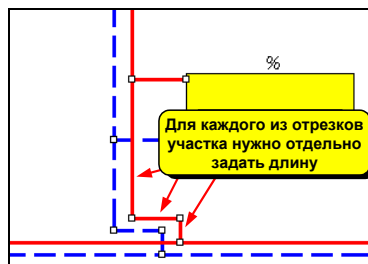 %
Для каждого из отрезков
участка нужно отдельно
задать длину